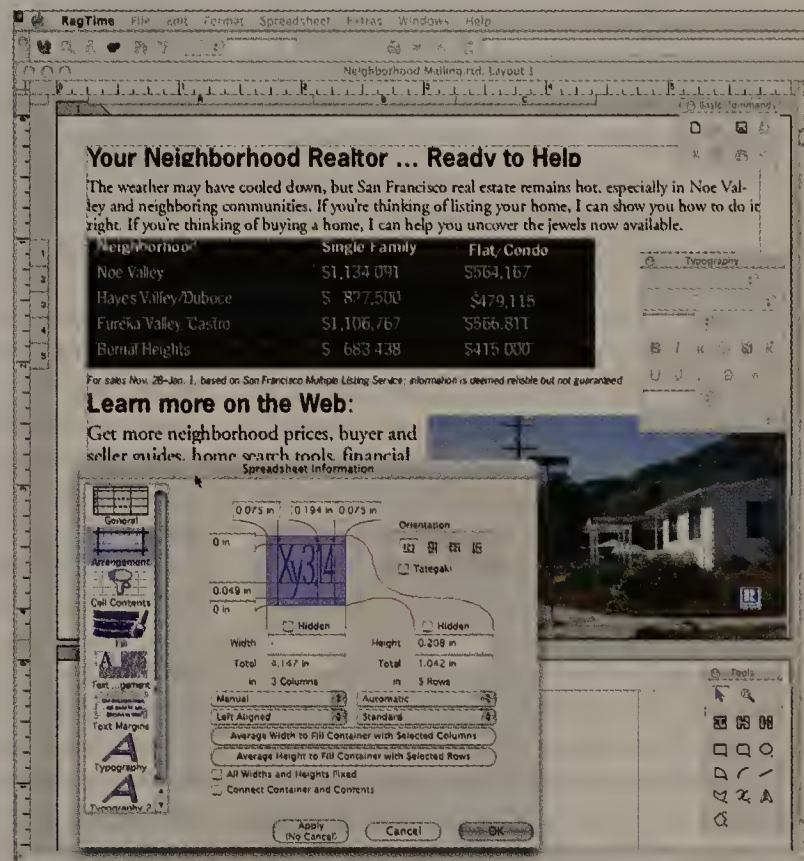 RagTime File Edit Format Spreadsheet Extras Windows Help
Neighborhood Mailing.rtd, Layout 1
Basic Command
Your Neighborhood Realtor ... Ready to Help
The weather may have cooled down, but San Francisco real estate remains hot, especially in Noe Val-
ley and neighboring communities. If you're thinking of listing your home, I can show you how to do it
right. If you're thinking of buying a home, I can help you uncover the jewels now available.
Neighborhood Single Family Flat/Condo
Noe Valley $1,134,091 $564,167
Hayes Valley/Duboce $ 827,500 $479,115
Eureka Valley, Castro $1,106,767 $566,811
Bernal Heights $ 683,438 $415,000
Typography
For sales Nov. 28-Jan. 1, based on San Francisco Multiple Listing Service; information is deemed reliable but not guaranteed
Learn more on the Web:
Get more neighborhood prices, buyer and
seller guides, home search tools, financial
Spreadsheet Information
General
Arrangement
Cell Contents
Fill
Text ...gement
Text Margins
Typography
Typography 2
0.075 in 0.194 in 0.075 in
0 in
Xy3,14
0.049 in
0 in
Orientation
Tategaki
Hidden Hidden
Width - Height 0.208 in
Total 4.167 in Total 1.042 in
in 3 Columns in 5 Rows
Manual Automatic
Left Aligned Standard
Average Width to Fill Container with Selected Columns
Average Height to Fill Container with Selected Rows
All Widths and Heights Fixed
Connect Container and Contents
Apply (No Cancel) Cancel OK
Tools